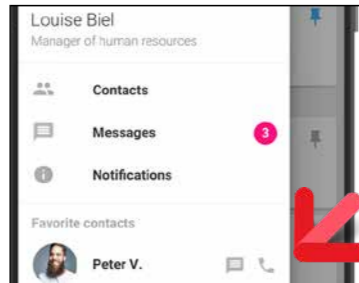 Louise Biel
Manager of human resources
Contacts
Messages 3
Notifications
Favorite contacts
Peter V.